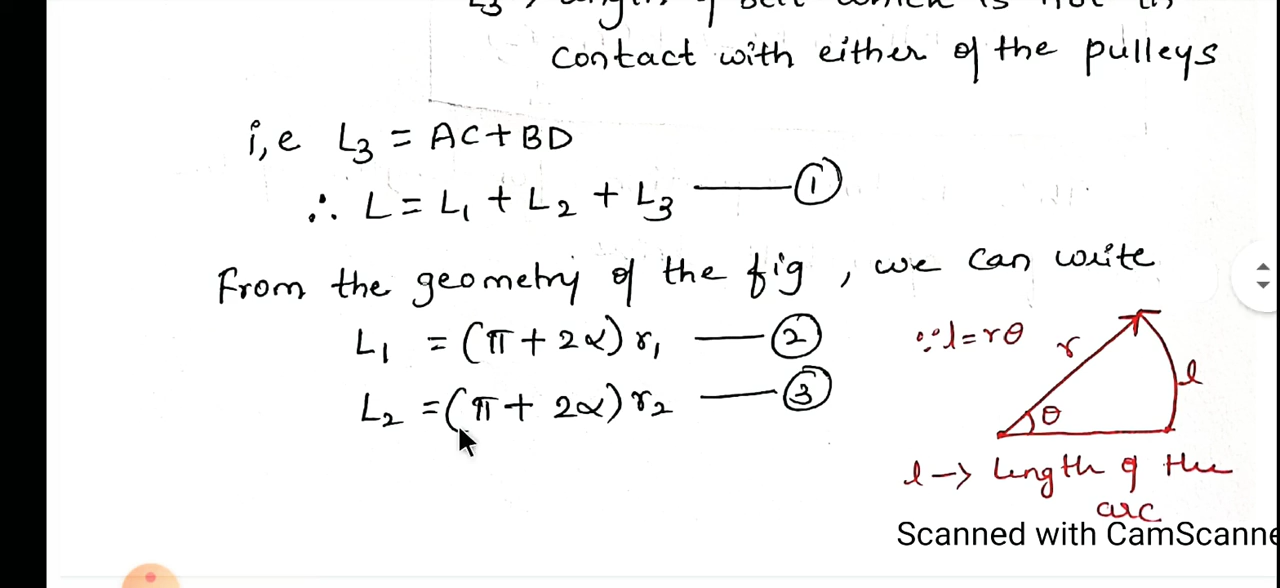 contact with either of the pulleys
i,e L₃ = AC + BD
∴ L = L₁ + L₂ + L₃ —— ①
From the geometry of the fig, we can write
L₁ = (π + 2α) r₁ —— ②
L₂ = (π + 2α) r₂ —— ③
∵ l = rθ
r
l
θ
l → length of the
arc
Scanned with CamScanne